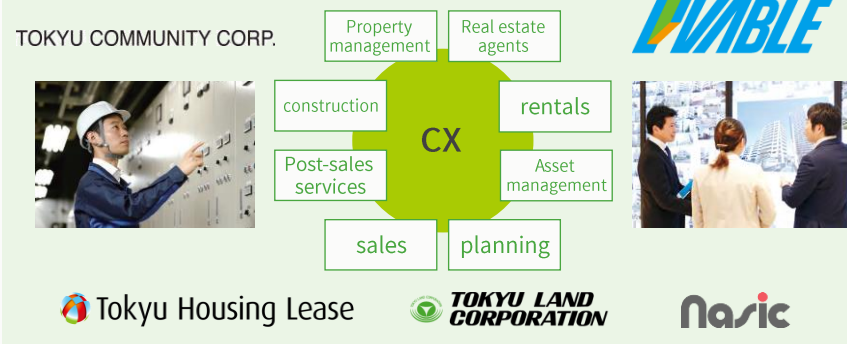 TOKYU COMMUNITY CORP.
Property
management
Real estate
agents
LIVABLE
construction
rentals
CX
Post-sales
services
Asset
management
sales
planning
Tokyu Housing Lease
TOKYU LAND
CORPORATION
nasic